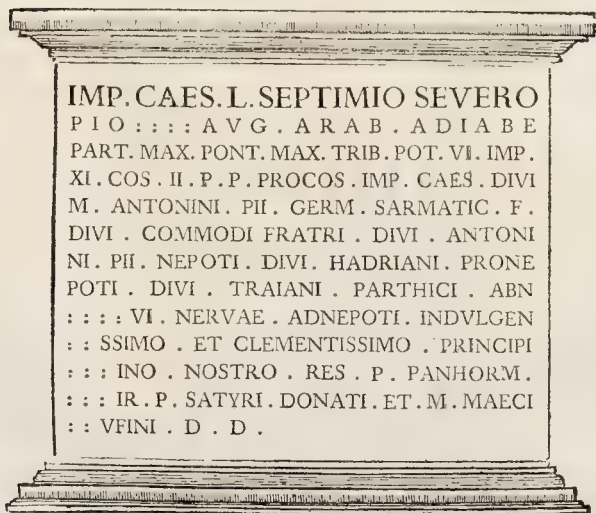 IMP. CAES. L. SEPTIMIO SEVERO
PIO : : : : AVG . ARAB . ADIABE
PART. MAX. PONT. MAX. TRIB. POT. VI. IMP.
XI. COS . II . P. P. PROCOS . IMP. CAES . DIVI
M . ANTONINI . PII . GERM . SARMATIC . F .
DIVI . COMMODI FRATRI . DIVI . ANTONI
NI . PII . NEPOTI . DIVI . HADRIANI . PRONE
POTI . DIVI . TRAIANI . PARTHICI . ABN
: : : : VI . NERVAE . ADNEPOTI . INDVLGEN
: : SSIMO . ET CLEMENTISSIMO . PRINCIPI
: : : INO . NOSTRO . RES . P . PANHORM .
: : : IR . P . SATYRI . DONATI . ET . M . MAECI
: : VFINI . D . D .